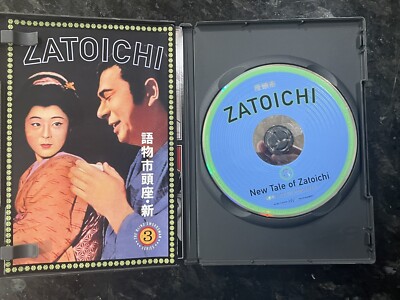 ZATOICHI
語物市頭座・新
3
ZATOICHI
New Tale of Zatoichi